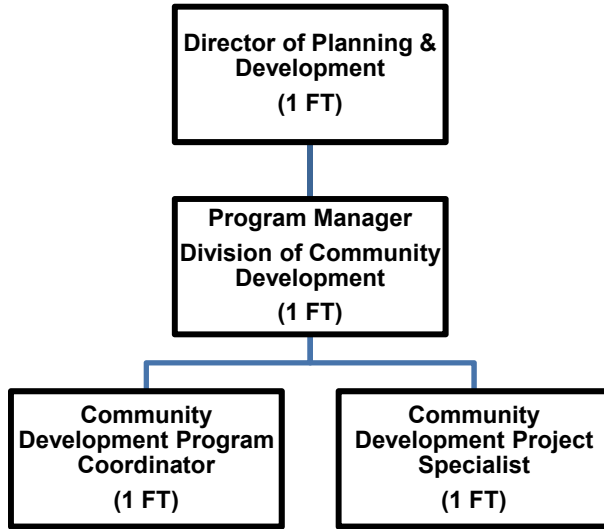 Director of Planning &
Development
(1 FT)
Program Manager
Division of Community
Development
(1 FT)
Community
Development Program
Coordinator
(1 FT)
Community
Development Project
Specialist
(1 FT)